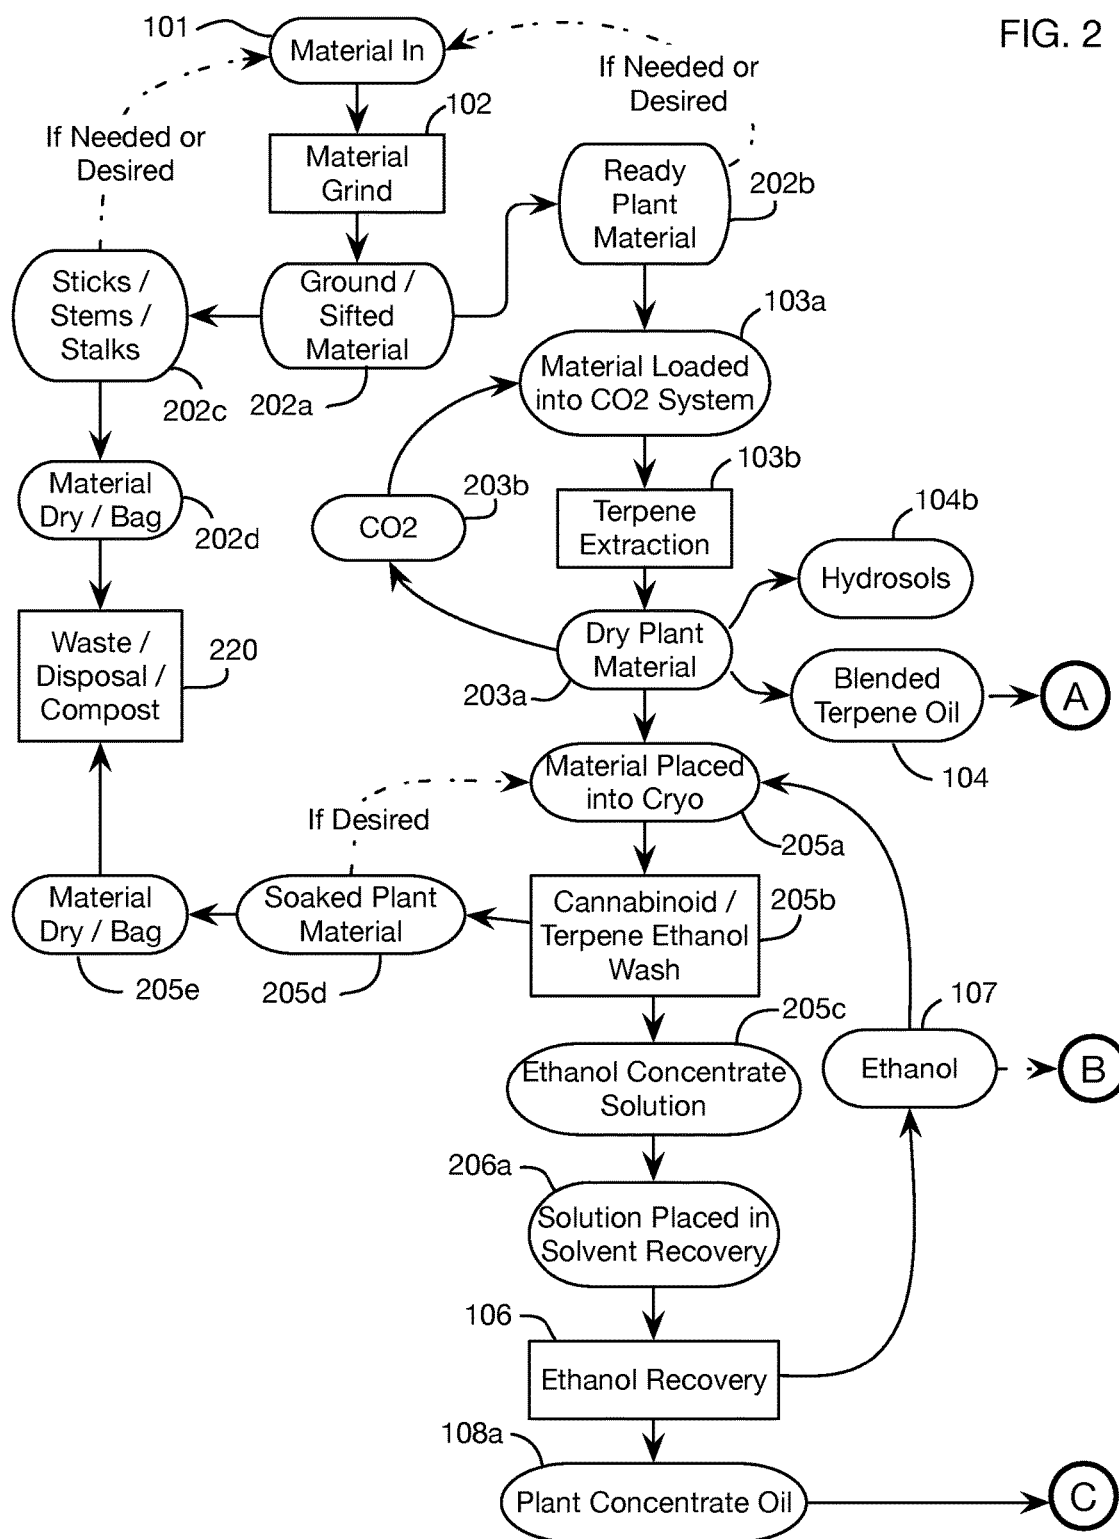 FIG. 2
101
Material In
If Needed or
Desired
If Needed or
Desired
102
Material
Grind
Ready
Plant
Material
202b
Sticks /
Stems /
Stalks
202c
Ground /
Sifted
Material
202a
103a
Material Loaded
into CO2 System
Material
Dry / Bag
202d
203b
CO2
103b
Terpene
Extraction
104b
Hydrosols
Waste /
Disposal /
Compost
220
Dry Plant
Material
203a
Blended
Terpene Oil
104
A
Material Placed
into Cryo
205a
If Desired
Material
Dry / Bag
205e
Soaked Plant
Material
205d
Cannabinoid /
Terpene Ethanol
Wash
205b
205c
Ethanol Concentrate
Solution
107
Ethanol
B
206a
Solution Placed in
Solvent Recovery
106
Ethanol Recovery
108a
Plant Concentrate Oil
C